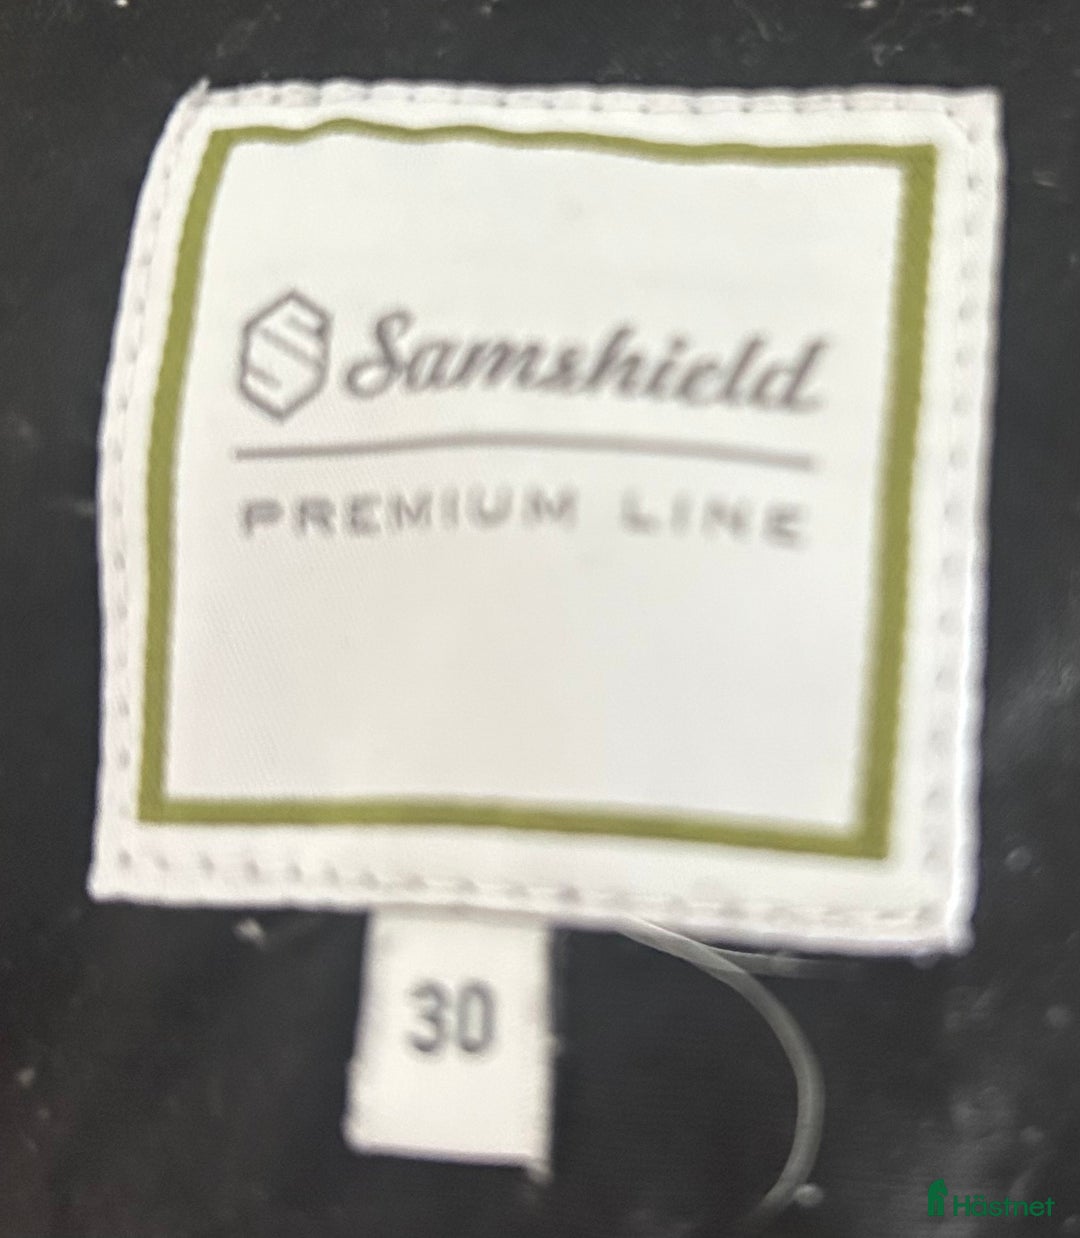 Samshield
PREMIUM LINE
30
Hästnet